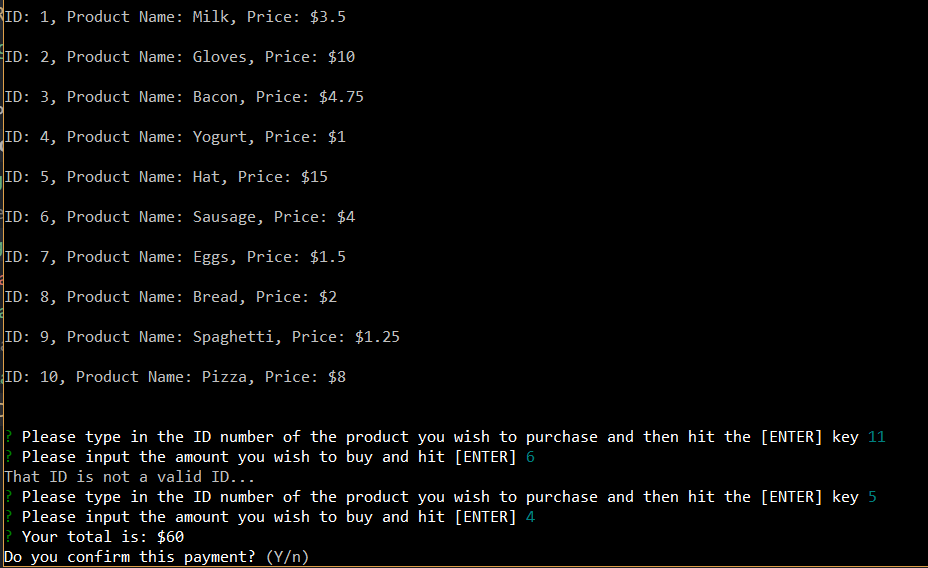 ID: 1, Product Name: Milk, Price: $3.5
ID: 2, Product Name: Gloves, Price: $10
ID: 3, Product Name: Bacon, Price: $4.75
ID: 4, Product Name: Yogurt, Price: $1
ID: 5, Product Name: Hat, Price: $15
ID: 6, Product Name: Sausage, Price: $4
ID: 7, Product Name: Eggs, Price: $1.5
ID: 8, Product Name: Bread, Price: $2
ID: 9, Product Name: Spaghetti, Price: $1.25
ID: 10, Product Name: Pizza, Price: $8
? Please type in the ID number of the product you wish to purchase and then hit the [ENTER] key 11
? Please input the amount you wish to buy and hit [ENTER] 6
That ID is not a valid ID...
? Please type in the ID number of the product you wish to purchase and then hit the [ENTER] key 5
? Please input the amount you wish to buy and hit [ENTER] 4
? Your total is: $60
Do you confirm this payment? (Y/n)